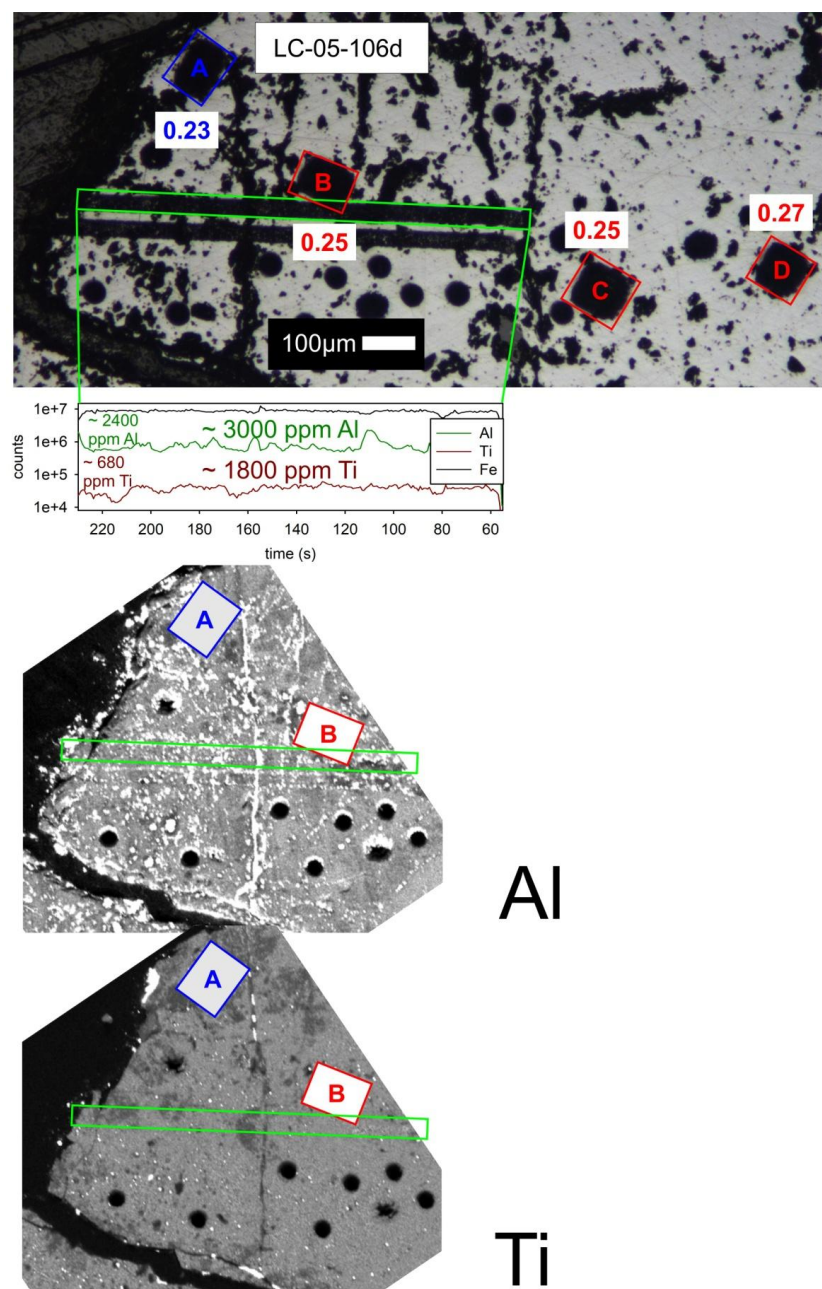 LC-05-106d
A
0.23
B
0.25
0.25
C
0.27
D
100µm
1e+7
1e+6
1e+5
1e+4
counts
~ 2400
ppm Al
~ 3000 ppm Al
~ 680
ppm Ti
~ 1800 ppm Ti
Al
Ti
Fe
220 200 180 160 140 120 100 80 60
time (s)
A
B
Al
A
B
Ti